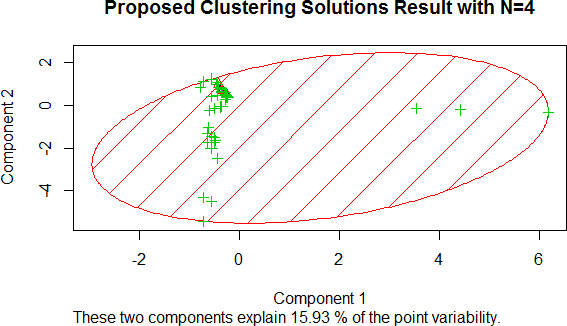 Proposed Clustering Solutions Result with N=4
Component 2
2
0
-2
-4
-2 0 2 4 6
Component 1
These two components explain 15.93 % of the point variability.